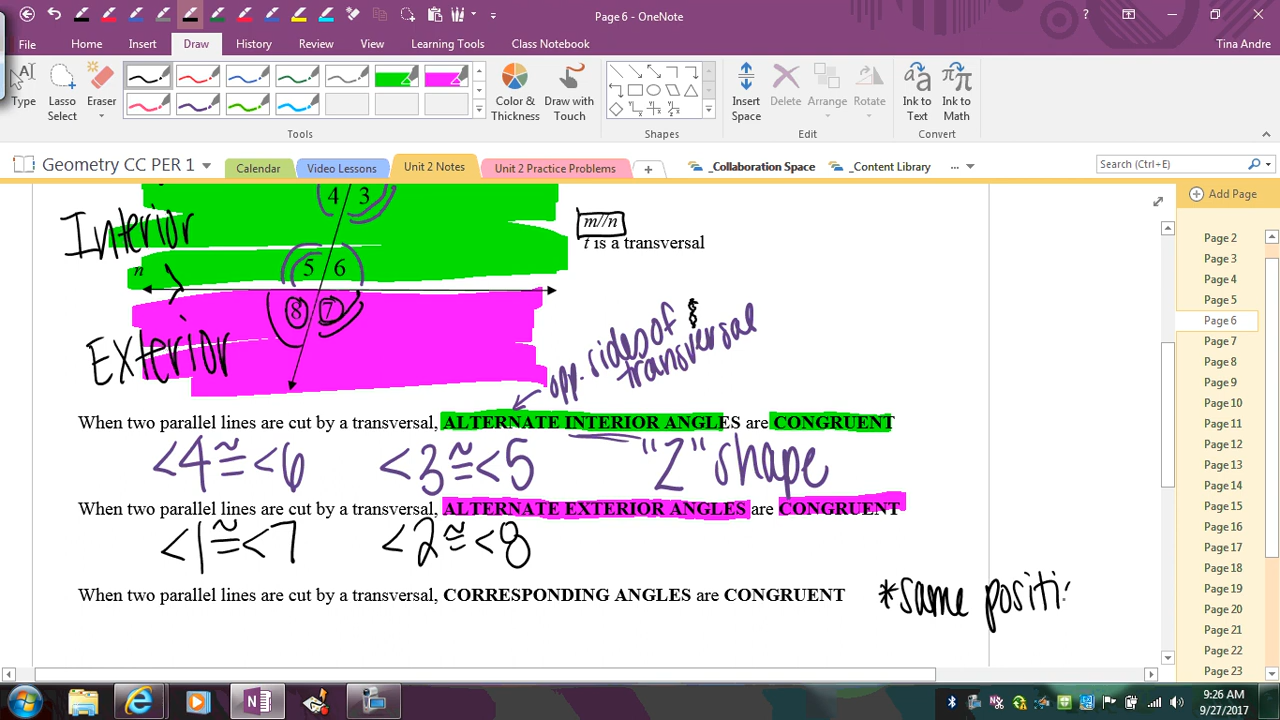 Page 6 - OneNote
?
File
Home
Insert
Draw
History
Review
View
Learning Tools
Class Notebook
Tina Andre
Type
Lasso Select
Eraser
Color & Thickness
Draw with Touch
Insert Space
Delete
Arrange
Rotate
Ink to Text
Ink to Math
Tools
Shapes
Edit
Convert
Geometry CC PER 1
Calendar
Video Lessons
Unit 2 Notes
Unit 2 Practice Problems
_Collaboration Space
_Content Library
...
Search (Ctrl+E)
Add Page
Page 2
Page 3
Page 4
Page 5
Page 6
Page 7
Page 8
Page 9
Page 10
Page 11
Page 12
Page 13
Page 14
Page 15
Page 16
Page 17
Page 18
Page 19
Page 20
Page 21
Page 22
Page 23
4 3
Interior
m//n
t is a transversal
n
5 6
8 7
Exterior
opp. sides of
transversal
When two parallel lines are cut by a transversal, ALTERNATE INTERIOR ANGLES are CONGRUENT
<4≅<6 <3≅<5 "Z" shape
When two parallel lines are cut by a transversal, ALTERNATE EXTERIOR ANGLES are CONGRUENT
<1≅<7 <2≅<8
When two parallel lines are cut by a transversal, CORRESPONDING ANGLES are CONGRUENT *same positi
9:26 AM
9/27/2017